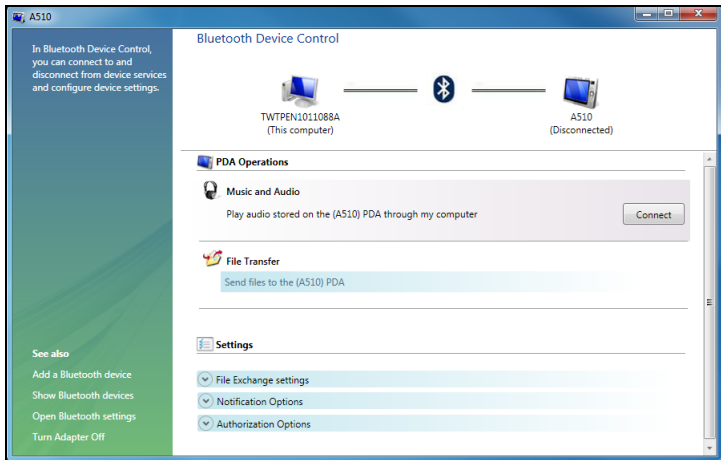 A510
In Bluetooth Device Control,
you can connect to and
disconnect from device services
and configure device settings.
Bluetooth Device Control
TWTPEN1011088A
(This computer)
A510
(Disconnected)
PDA Operations
Music and Audio
Play audio stored on the (A510) PDA through my computer
Connect
File Transfer
Send files to the (A510) PDA
Settings
File Exchange settings
Notification Options
Authorization Options
See also
Add a Bluetooth device
Show Bluetooth devices
Open Bluetooth settings
Turn Adapter Off